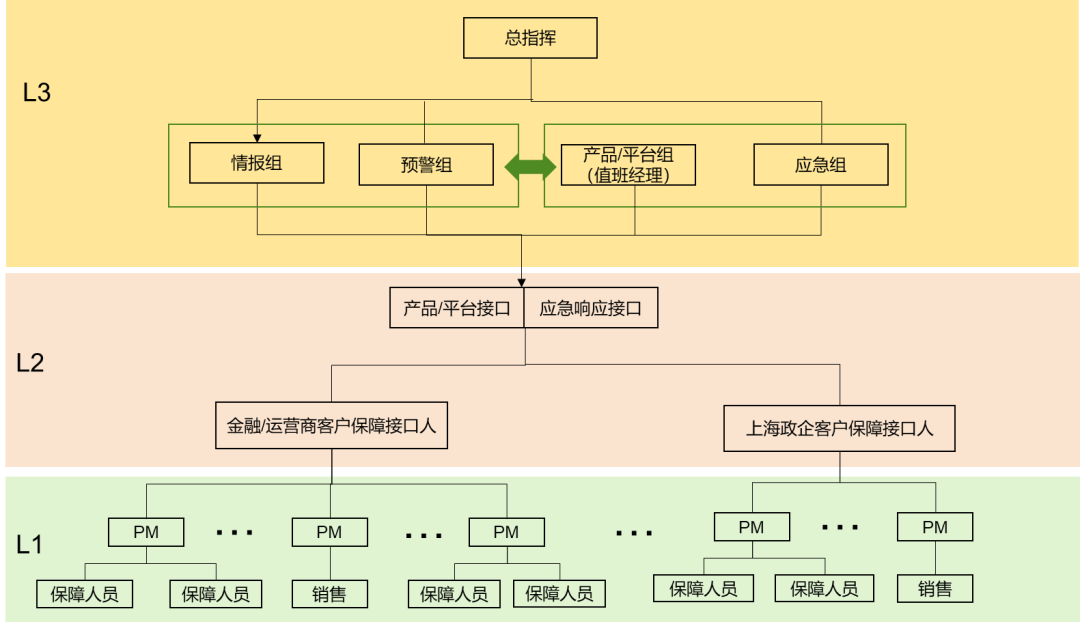 总指挥
L3
情报组
预警组
产品/平台组
（值班经理）
应急组
产品/平台接口
应急响应接口
L2
金融/运营商客户保障接口人
上海政企客户保障接口人
L1
PM
...
PM
...
PM
...
PM
...
PM
保障人员
保障人员
销售
保障人员
保障人员
保障人员
保障人员
销售